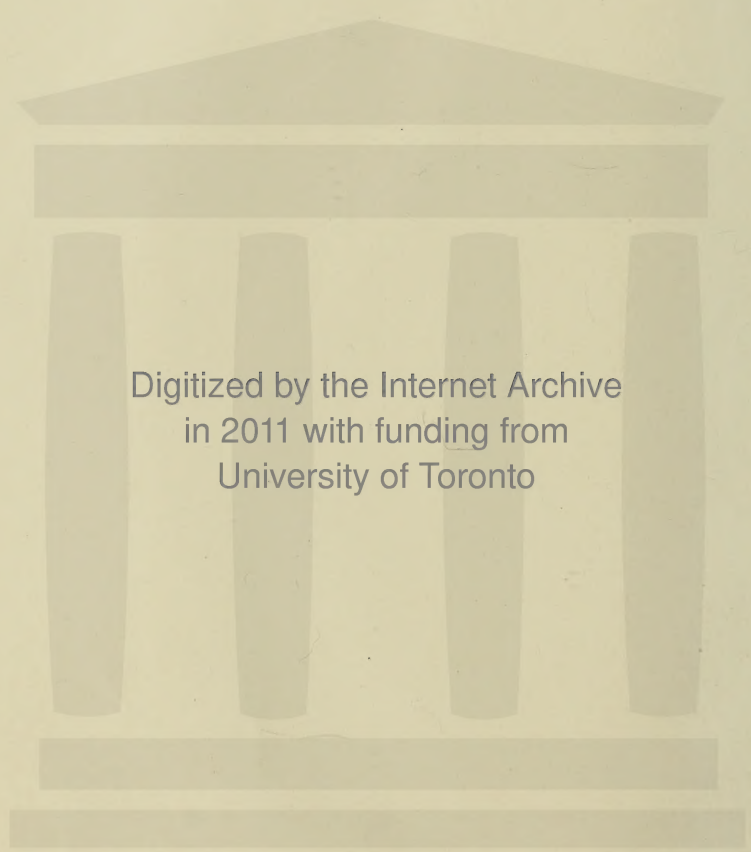 Digitized by the Internet Archive
in 2011 with funding from
University of Toronto